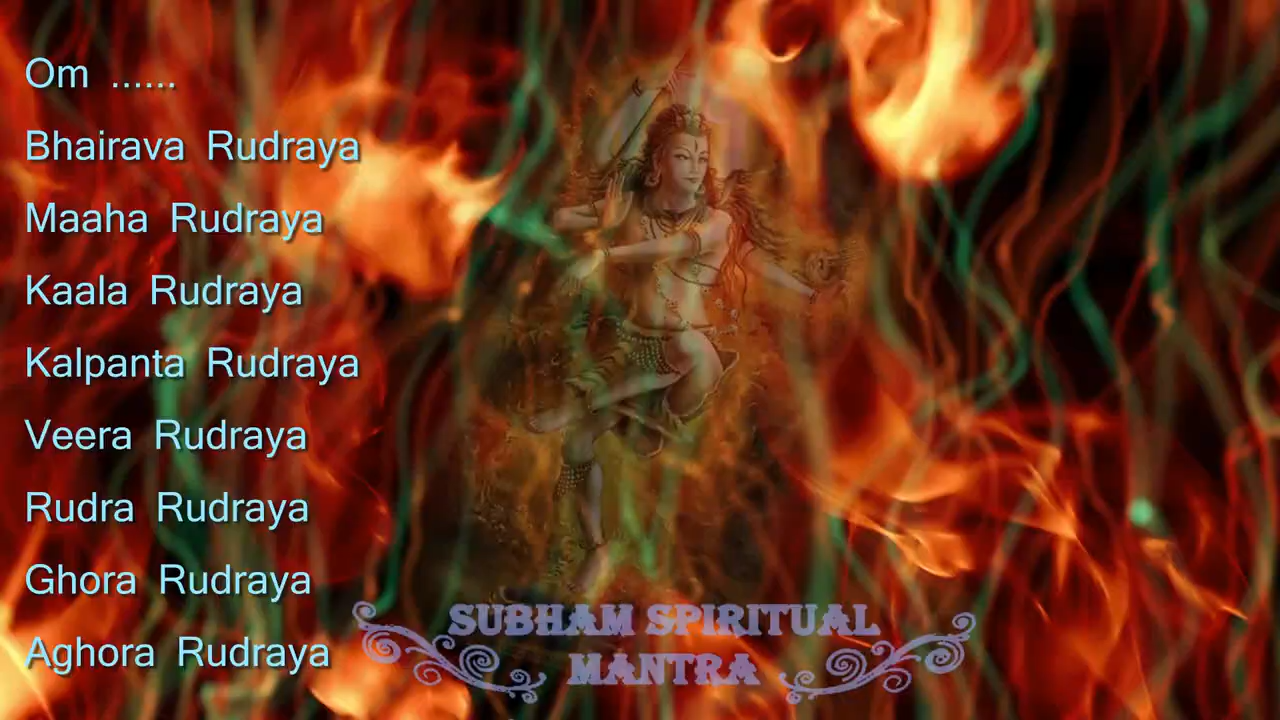 Om ......
Bhairava Rudraya
Maaha Rudraya
Kaala Rudraya
Kalpanta Rudraya
Veera Rudraya
Rudra Rudraya
Ghora Rudraya
Aghora Rudraya
SUBHAM SPIRITUAL
MANTRA